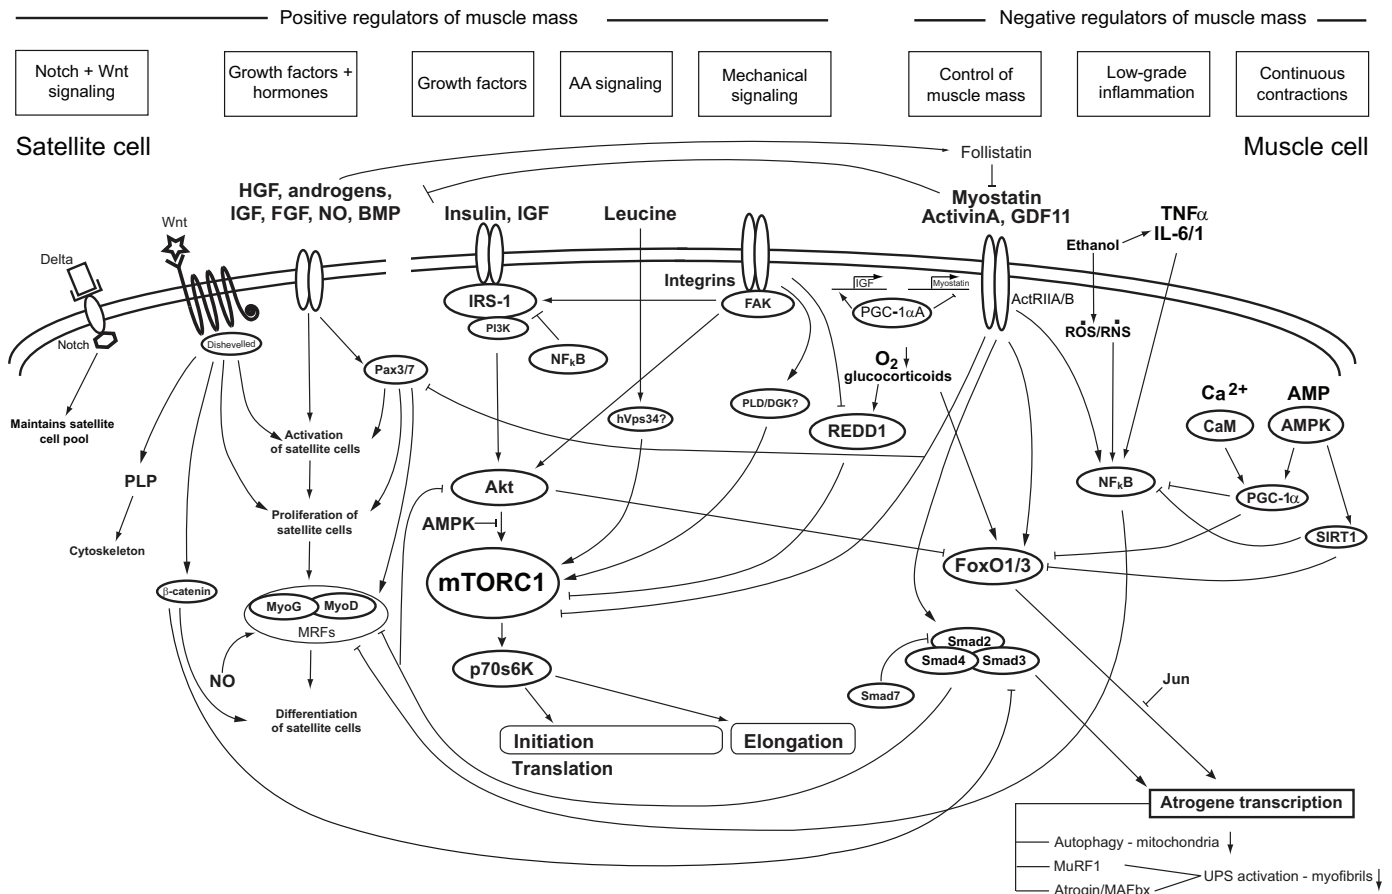 Positive regulators of muscle mass
Negative regulators of muscle mass
Notch + Wnt
signaling
Growth factors +
hormones
Growth factors
AA signaling
Mechanical
signaling
Control of
muscle mass
Low-grade
inflammation
Continuous
contractions
Satellite cell
Muscle cell
Follistatin
HGF, androgens,
IGF, FGF, NO, BMP
Insulin, IGF
Leucine
Myostatin
ActivinA, GDF11
TNFα
IL-6/1
Ethanol
Wnt
Delta
Notch
Dishevelled
Integrins
IRS-1
PI3K
NFkB
FAK
IGF
Myostatin
PGC-1αA
ActRIIA/B
ROS/RNS
O2
glucocorticoids
Pax3/7
hVps34?
PLD/DGK?
REDD1
Ca2+
CaM
AMP
AMPK
Maintains satellite
cell pool
Activation
of satellite cells
PLP
Akt
NFkB
PGC-1α
Proliferation of
satellite cells
AMPK
SIRT1
Cytoskeleton
mTORC1
FoxO1/3
β-catenin
MyoG
MyoD
MRFs
Smad2
Smad4
Smad3
Smad7
p70s6K
NO
Jun
Differentiation
of satellite cells
Initiation
Elongation
Translation
Atrogene transcription
Autophagy - mitochondria
MuRF1
UPS activation - myofibrils
Atrogin/MAFbx